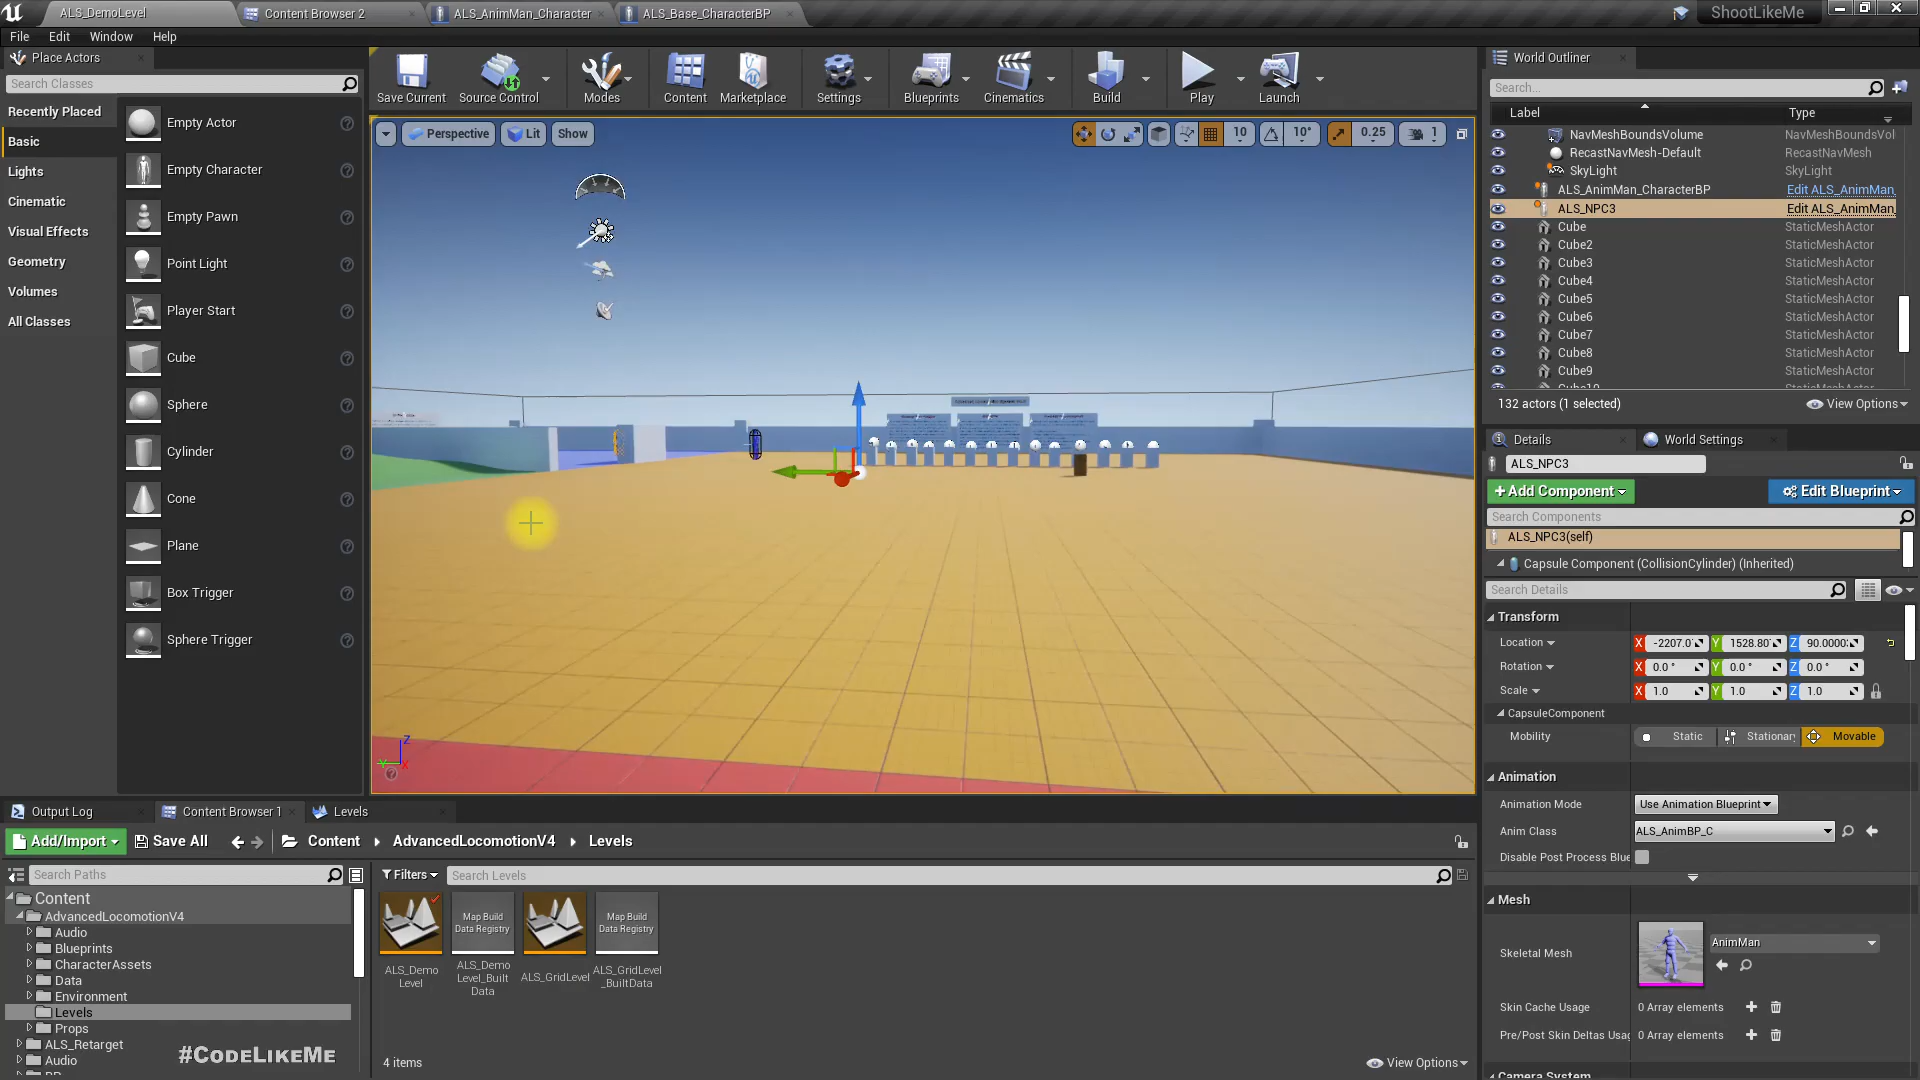 ALS_DemoLevel
Content Browser 2
ALS_AnimMan_Character
ALS_Base_CharacterBP
ShootLikeMe
File Edit Window Help
Place Actors
Search Classes
Recently Placed
Basic
Lights
Cinematic
Visual Effects
Geometry
Volumes
All Classes
Empty Actor
Empty Character
Empty Pawn
Point Light
Player Start
Cube
Sphere
Cylinder
Cone
Plane
Box Trigger
Sphere Trigger
Save Current
Source Control
Modes
Content
Marketplace
Settings
Blueprints
Cinematics
Build
Play
Launch
Perspective
Lit
Show
10
10°
0.25
1
Z
Y
X
World Outliner
Search...
Label Type
NavMeshBoundsVolume NavMeshBoundsVol
RecastNavMesh-Default RecastNavMesh
SkyLight SkyLight
ALS_AnimMan_CharacterBP Edit ALS_AnimMan
ALS_NPC3 Edit ALS_AnimMan
Cube StaticMeshActor
Cube2 StaticMeshActor
Cube3 StaticMeshActor
Cube4 StaticMeshActor
Cube5 StaticMeshActor
Cube6 StaticMeshActor
Cube7 StaticMeshActor
Cube8 StaticMeshActor
Cube9 StaticMeshActor
Cube10
132 actors (1 selected)
View Options
Details
World Settings
ALS_NPC3
+Add Component
Edit Blueprint
Search Components
ALS_NPC3(self)
Capsule Component (CollisionCylinder) (Inherited)
Search Details
Transform
Location X -2207.0 Y 1528.80 Z 90.0000
Rotation X 0.0 ° Y 0.0 ° Z 0.0 °
Scale X 1.0 Y 1.0 Z 1.0
CapsuleComponent
Mobility Static Stationary Movable
Animation
Animation Mode Use Animation Blueprint
Anim Class ALS_AnimBP_C
Disable Post Process Blue
Mesh
Skeletal Mesh
AnimMan
Skin Cache Usage 0 Array elements
Pre/Post Skin Deltas Usag 0 Array elements
Camera System
Output Log
Content Browser 1
Levels
Add/Import
Save All
Content
AdvancedLocomotionV4
Levels
Search Paths
Filters
Search Levels
Content
AdvancedLocomotionV4
Audio
Blueprints
CharacterAssets
Data
Environment
Levels
Props
ALS_Retarget
Audio
#CodeLikeMe
Map Build
Data Registry
Map Build
Data Registry
ALS_Demo
Level
ALS_Demo
Level_Built
Data
ALS_GridLevel
ALS_GridLevel
_BuiltData
4 items
View Options